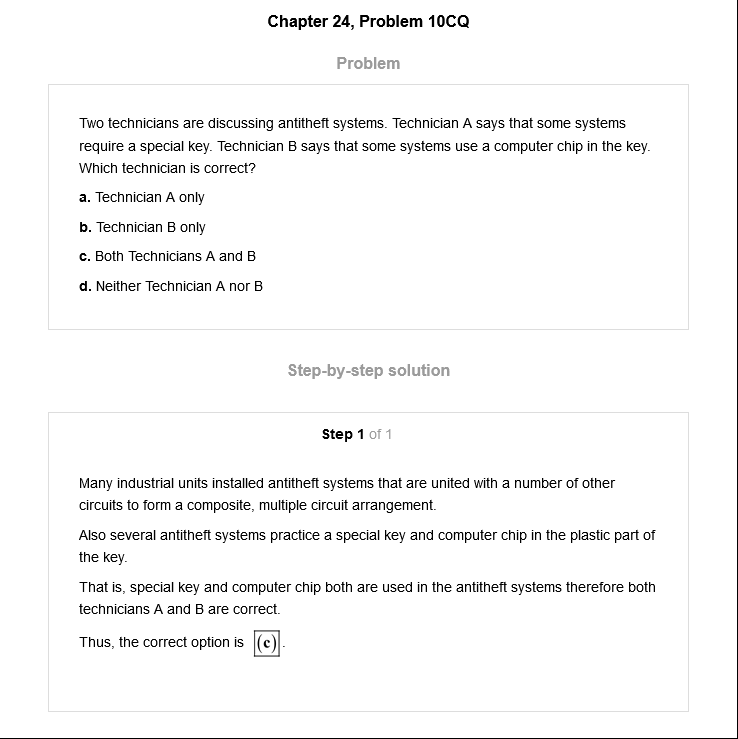 Chapter 24, Problem 10CQ
Problem
Two technicians are discussing antitheft systems. Technician A says that some systems
require a special key. Technician B says that some systems use a computer chip in the key.
Which technician is correct?
a. Technician A only
b. Technician B only
c. Both Technicians A and B
d. Neither Technician A nor B
Step-by-step solution
Step 1 of 1
Many industrial units installed antitheft systems that are united with a number of other
circuits to form a composite, multiple circuit arrangement.
Also several antitheft systems practice a special key and computer chip in the plastic part of
the key.
That is, special key and computer chip both are used in the antitheft systems therefore both
technicians A and B are correct.
Thus, the correct option is (c).